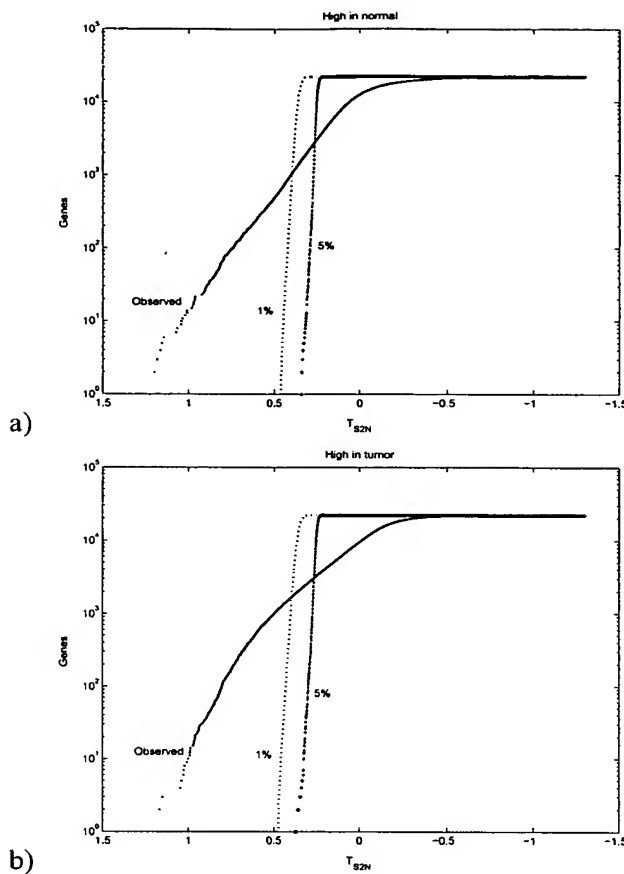 High in normal
10^5
10^4
10^3
10^2
10^1
10^0
Genes
Observed
1%
5%
1.5 1 0.5 0 −0.5 −1 −1.5
T_S2N
a)
High in tumor
10^5
10^4
10^3
10^2
10^1
10^0
Genes
Observed
1%
5%
1.5 1 0.5 0 −0.5 −1 −1.5
T_S2N
b)